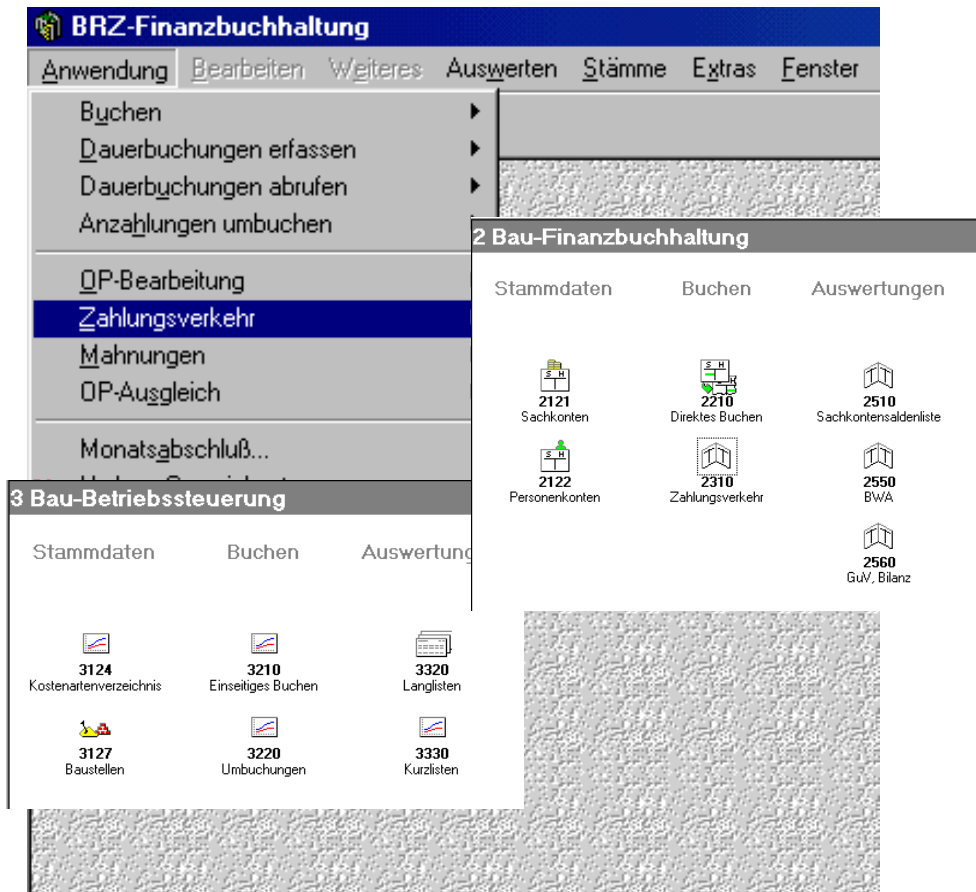 BRZ-Finanzbuchhaltung
Anwendung Bearbeiten Weiteres Auswerten Stämme Extras Fenster
Buchen
Dauerbuchungen erfassen
Dauerbuchungen abrufen
Anzahlungen umbuchen
OP-Bearbeitung
Zahlungsverkehr
Mahnungen
OP-Ausgleich
Monatsabschluß...
2 Bau-Finanzbuchhaltung
Stammdaten Buchen Auswertungen
2121 2210 2510
Sachkonten Direktes Buchen Sachkontensaldenliste
2122 2310 2550
Personenkonten Zahlungsverkehr BWA
2560
GuV, Bilanz
3 Bau-Betriebssteuerung
Stammdaten Buchen Auswertung
3124 3210 3320
Kostenartenverzeichnis Einseitiges Buchen Langlisten
3127 3220 3330
Baustellen Umbuchungen Kurzlisten